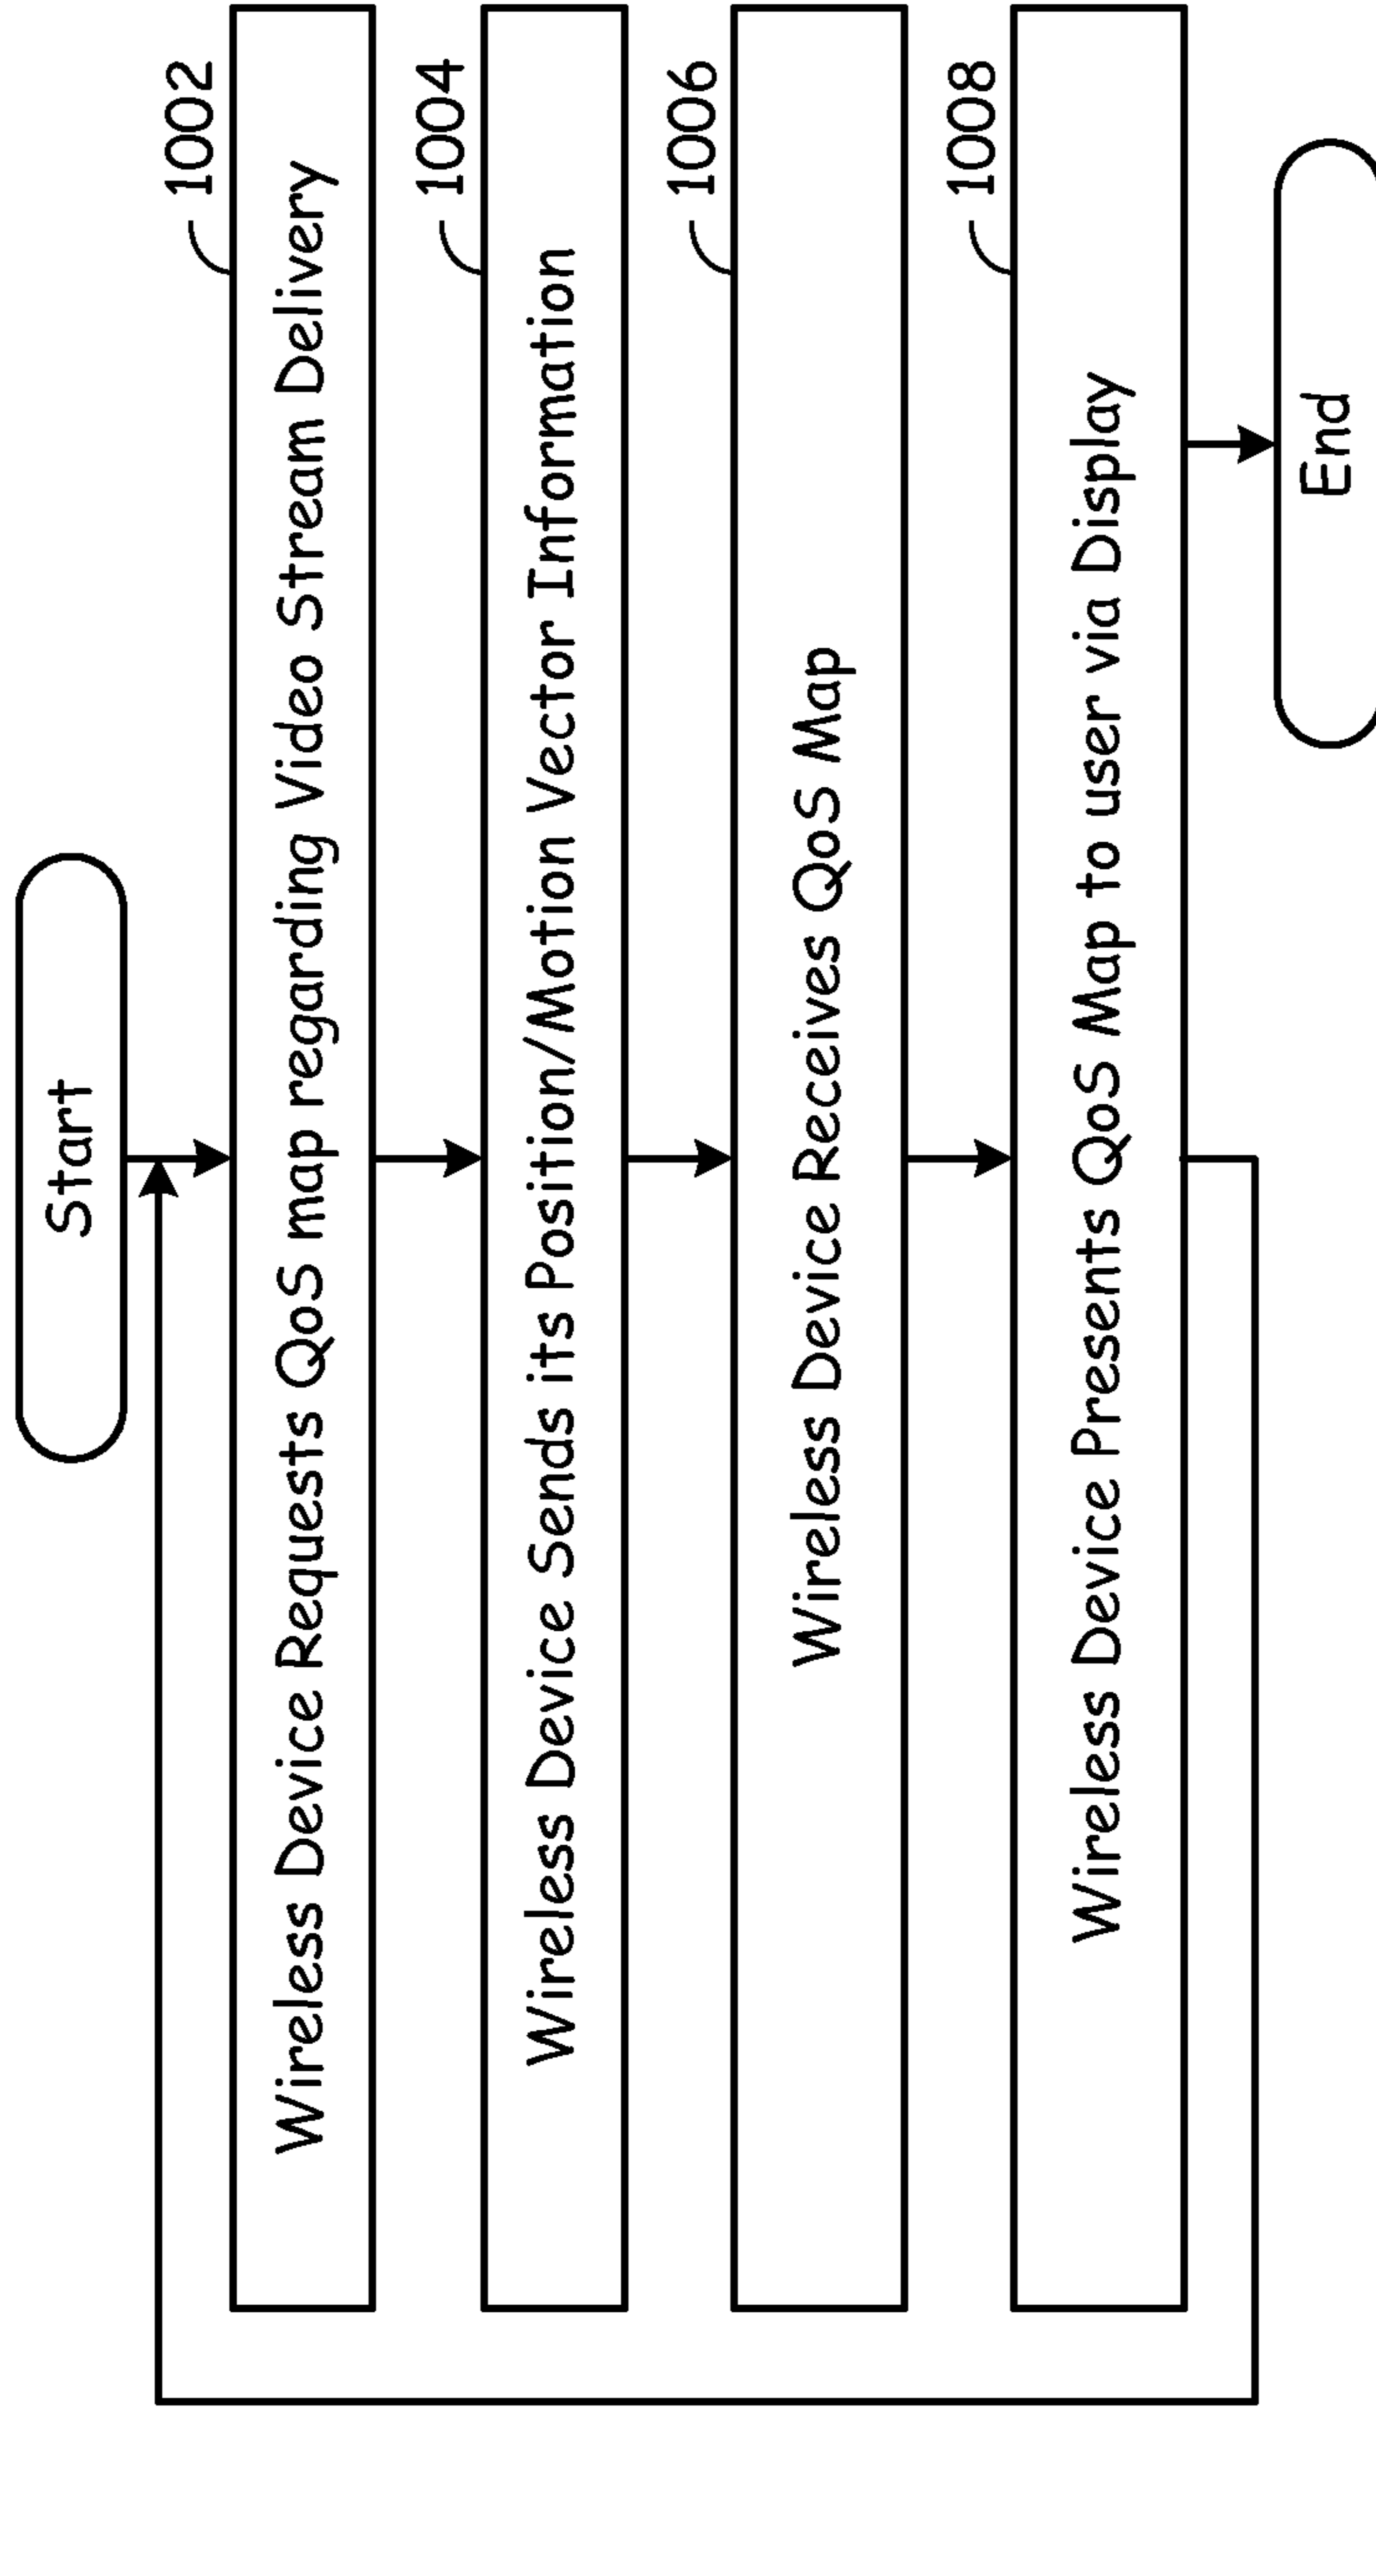 Start
1002
Wireless Device Requests QoS map regarding Video Stream Delivery
1004
Wireless Device Sends its Position/Motion Vector Information
1006
Wireless Device Receives QoS Map
1008
Wireless Device Presents QoS Map to user via Display
End